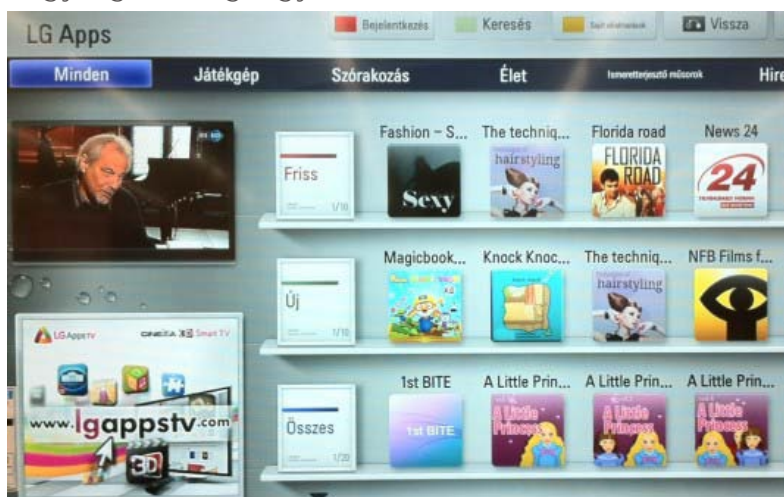 LG Apps
Bejelentkezés
Keresés
Vissza
Minden
Játékgép
Szórakozás
Élet
Ismeretterjesztő műsorok
Híre
Friss
1/10
Fashion – S...
The techniq...
Florida road
News 24
Sexy
hairstyling
FLORIDA
ROAD
24
Új
1/10
Magicbook...
Knock Knoc...
The techniq...
NFB Films f...
hairstyling
LG Apps TV
CINEMA 3D Smart TV
www.lgappstv.com
3D
Összes
1/20
1st BITE
A Little Prin...
A Little Prin...
A Little Prin...
1st BITE
A Little
Princess
A Little
Princess
A Little
Princess